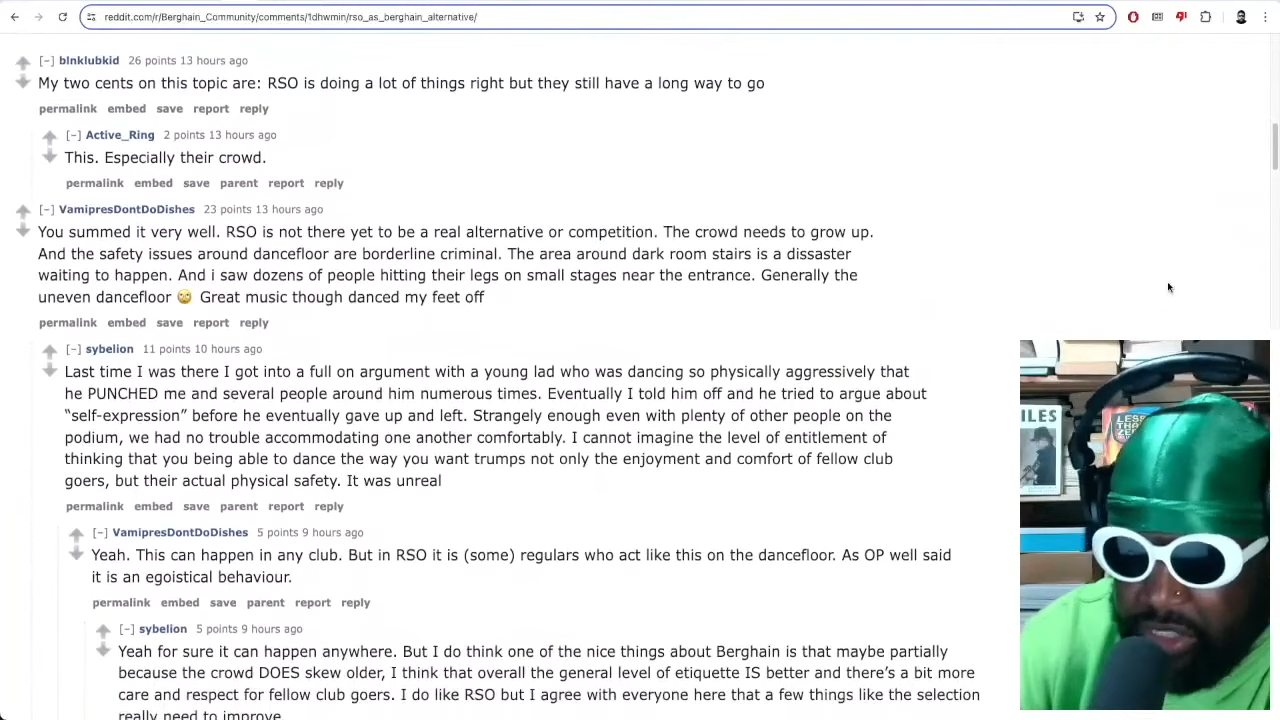 reddit.com/r/Berghain_Community/comments/1dhwmin/rso_as_berghain_alternative/
[–] blnklubkid 26 points 13 hours ago
My two cents on this topic are: RSO is doing a lot of things right but they still have a long way to go
permalink embed save report reply
[–] Active_Ring 2 points 13 hours ago
This. Especially their crowd.
permalink embed save parent report reply
[–] VamipresDontDoDishes 23 points 13 hours ago
You summed it very well. RSO is not there yet to be a real alternative or competition. The crowd needs to grow up.
And the safety issues around dancefloor are borderline criminal. The area around dark room stairs is a dissaster
waiting to happen. And i saw dozens of people hitting their legs on small stages near the entrance. Generally the
uneven dancefloor 🙄 Great music though danced my feet off
permalink embed save report reply
[–] sybelion 11 points 10 hours ago
Last time I was there I got into a full on argument with a young lad who was dancing so physically aggressively that
he PUNCHED me and several people around him numerous times. Eventually I told him off and he tried to argue about
“self-expression” before he eventually gave up and left. Strangely enough even with plenty of other people on the
podium, we had no trouble accommodating one another comfortably. I cannot imagine the level of entitlement of
thinking that you being able to dance the way you want trumps not only the enjoyment and comfort of fellow club
goers, but their actual physical safety. It was unreal
permalink embed save parent report reply
[–] VamipresDontDoDishes 5 points 9 hours ago
Yeah. This can happen in any club. But in RSO it is (some) regulars who act like this on the dancefloor. As OP well said
it is an egoistical behaviour.
permalink embed save parent report reply
[–] sybelion 5 points 9 hours ago
Yeah for sure it can happen anywhere. But I do think one of the nice things about Berghain is that maybe partially
because the crowd DOES skew older, I think that overall the general level of etiquette IS better and there’s a bit more
care and respect for fellow club goers. I do like RSO but I agree with everyone here that a few things like the selection
really need to improve.
ILES
LESS
THAN